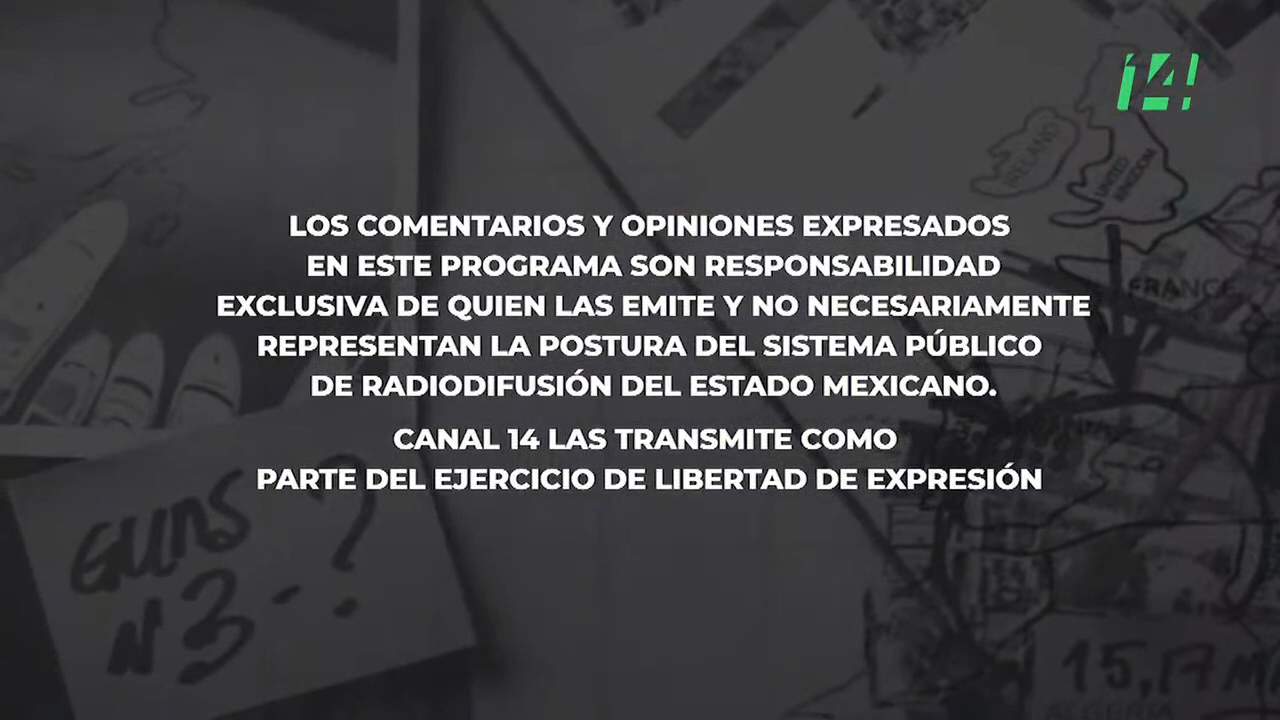 14!
IRELAND
UNITED
KINGDOM
FRANCE
LOS COMENTARIOS Y OPINIONES EXPRESADOS
EN ESTE PROGRAMA SON RESPONSABILIDAD
EXCLUSIVA DE QUIEN LAS EMITE Y NO NECESARIAMENTE
REPRESENTAN LA POSTURA DEL SISTEMA PÚBLICO
DE RADIODIFUSIÓN DEL ESTADO MEXICANO.
CANAL 14 LAS TRANSMITE COMO
PARTE DEL EJERCICIO DE LIBERTAD DE EXPRESIÓN
GUNS
N3-?
15,17M